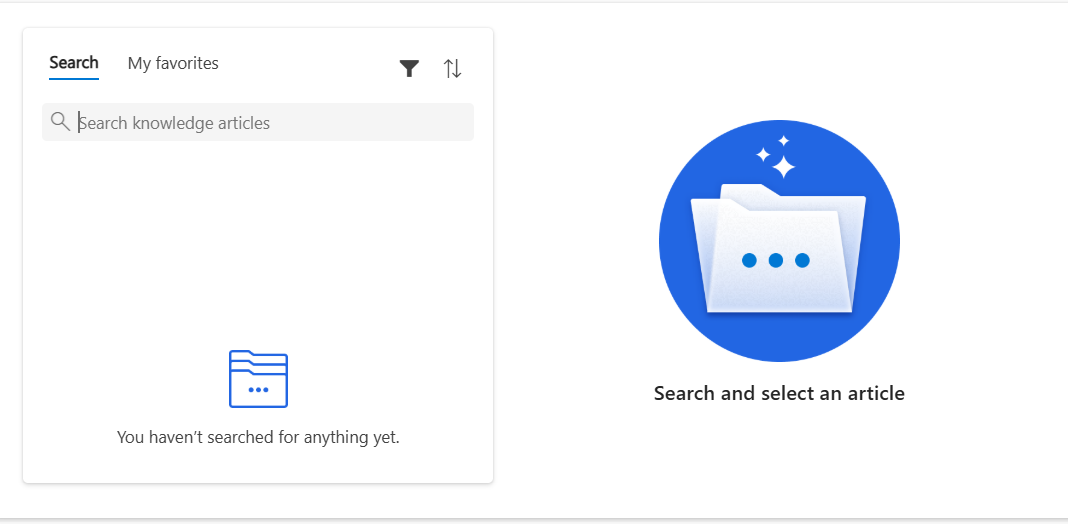 Search
My favorites
Search knowledge articles
You haven’t searched for anything yet.
Search and select an article